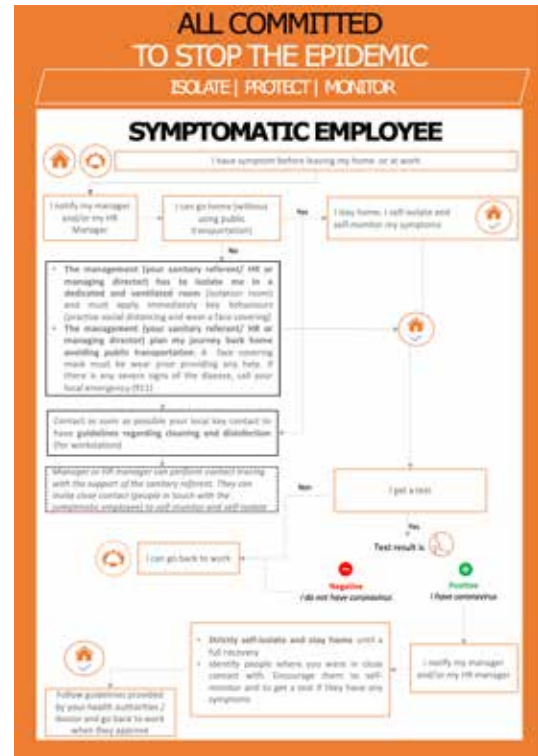 ALL COMMITTED
TO STOP THE EPIDEMIC
ISOLATE | PROTECT | MONITOR
SYMPTOMATIC EMPLOYEE
I have symptom before leaving my home or at work
I notify my manager
and/or my HR
Manager
I can go home (without
using public
transportation)
Yes
I stay home, I self-isolate and
self-monitor my symptoms
No
• The management (your sanitary referent/ HR or
managing director) has to isolate me in a
dedicated and ventilated room (isolation room)
and must apply immediately key behaviours
(practise social distancing and wear a face covering)
• The management (your sanitary referent/ HR or
managing director) plan my journey back home
avoiding public transportation. A face covering
mask must be wear prior providing any help. If
there is any severe signs of the disease, call your
local emergency (911)
Contact as soon as possible your local key contact to
have guidelines regarding cleaning and disinfection
(for workstation)
Manager or HR manager can perform contact tracing
with the support of the sanitary referent. They can
invite close contact (people in touch with the
symptomatic employee) to self-monitor and self-isolate
Non
I get a test
Yes
Test result is
I can go back to work
Negative
I do not have coronavirus
Positive
I have coronavirus
• Strictly self-isolate and stay home until a
full recovery
• Identify people where you were in close
contact with. Encourage them to self-
monitor and to get a test if they have any
symptoms
I notify my manager
and/or my HR manager
Follow guidelines provided
by your health authorities /
doctor and go back to work
when they approve